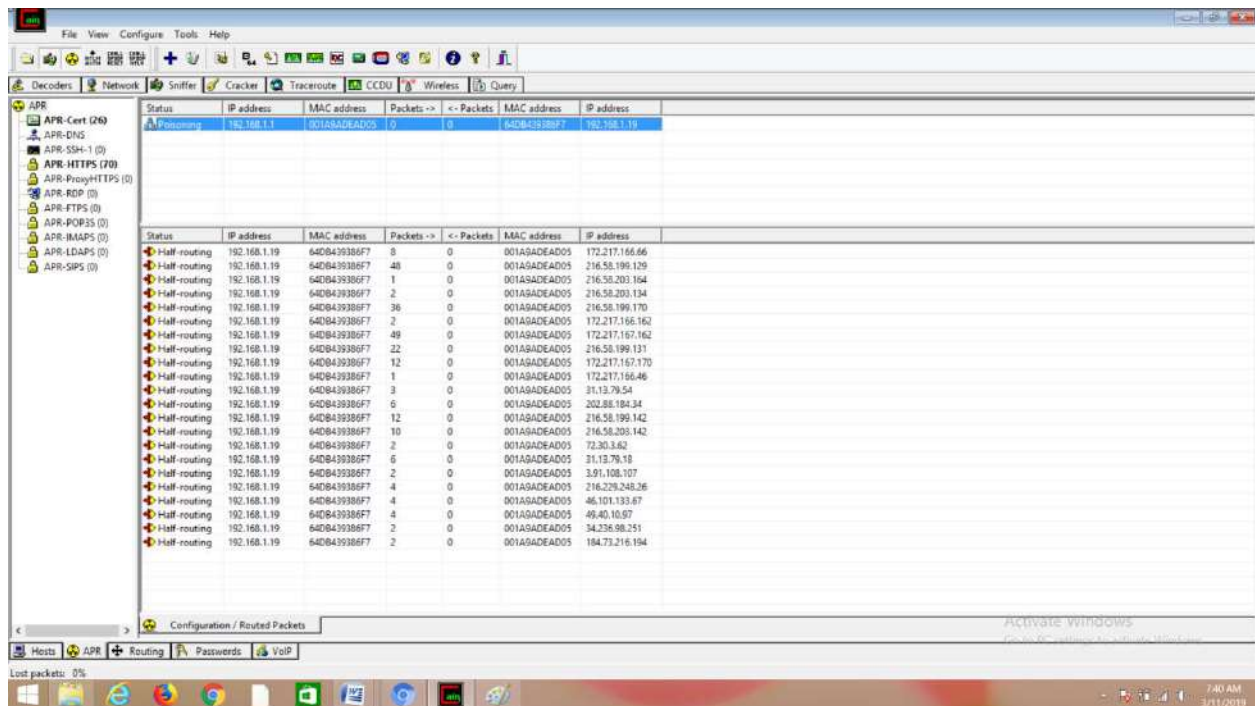 ain
File View Configure Tools Help
Decoders Network Sniffer Cracker Traceroute CCDU Wireless Query
APR
APR-Cert (26)
APR-DNS
APR-SSH-1 (0)
APR-HTTPS (70)
APR-ProxyHTTPS (0)
APR-RDP (0)
APR-FTPS (0)
APR-POP3S (0)
APR-IMAPS (0)
APR-LDAPS (0)
APR-SIPS (0)
Status IP address MAC address Packets -> <- Packets MAC address IP address
Poisoning 192.168.1.1 001A9ADEAD05 0 0 64DB439386F7 192.168.1.19
Status IP address MAC address Packets -> <- Packets MAC address IP address
Half-routing 192.168.1.19 64DB439386F7 8 0 001A9ADEAD05 172.217.166.66
Half-routing 192.168.1.19 64DB439386F7 48 0 001A9ADEAD05 216.58.199.129
Half-routing 192.168.1.19 64DB439386F7 1 0 001A9ADEAD05 216.58.203.164
Half-routing 192.168.1.19 64DB439386F7 2 0 001A9ADEAD05 216.58.203.134
Half-routing 192.168.1.19 64DB439386F7 36 0 001A9ADEAD05 216.58.199.170
Half-routing 192.168.1.19 64DB439386F7 2 0 001A9ADEAD05 172.217.166.162
Half-routing 192.168.1.19 64DB439386F7 49 0 001A9ADEAD05 172.217.167.162
Half-routing 192.168.1.19 64DB439386F7 22 0 001A9ADEAD05 216.58.199.131
Half-routing 192.168.1.19 64DB439386F7 12 0 001A9ADEAD05 172.217.167.170
Half-routing 192.168.1.19 64DB439386F7 1 0 001A9ADEAD05 172.217.166.46
Half-routing 192.168.1.19 64DB439386F7 3 0 001A9ADEAD05 31.13.79.54
Half-routing 192.168.1.19 64DB439386F7 6 0 001A9ADEAD05 202.88.184.34
Half-routing 192.168.1.19 64DB439386F7 12 0 001A9ADEAD05 216.58.199.142
Half-routing 192.168.1.19 64DB439386F7 10 0 001A9ADEAD05 216.58.203.142
Half-routing 192.168.1.19 64DB439386F7 2 0 001A9ADEAD05 72.30.3.62
Half-routing 192.168.1.19 64DB439386F7 6 0 001A9ADEAD05 31.13.79.18
Half-routing 192.168.1.19 64DB439386F7 2 0 001A9ADEAD05 3.91.108.107
Half-routing 192.168.1.19 64DB439386F7 4 0 001A9ADEAD05 216.229.248.26
Half-routing 192.168.1.19 64DB439386F7 4 0 001A9ADEAD05 46.101.133.67
Half-routing 192.168.1.19 64DB439386F7 4 0 001A9ADEAD05 49.40.10.97
Half-routing 192.168.1.19 64DB439386F7 2 0 001A9ADEAD05 34.236.98.251
Half-routing 192.168.1.19 64DB439386F7 2 0 001A9ADEAD05 184.73.216.194
Configuration / Routed Packets
Activate Windows
Go to PC settings to activate Windows.
Hosts APR Routing Passwords VoIP
Lost packets: 0%
7:40 AM
3/11/2019